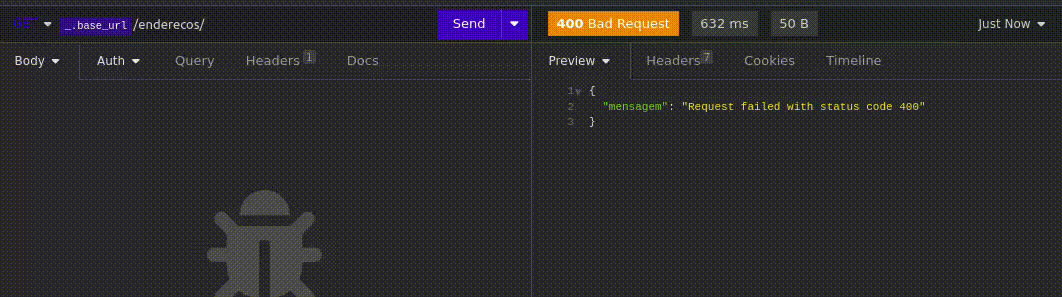 GET _.base_url /enderecos/ Send 400 Bad Request 632 ms 50 B Just Now
Body Auth Query Headers 1 Docs Preview Headers 7 Cookies Timeline
1 {
2 "mensagem": "Request failed with status code 400"
3 }